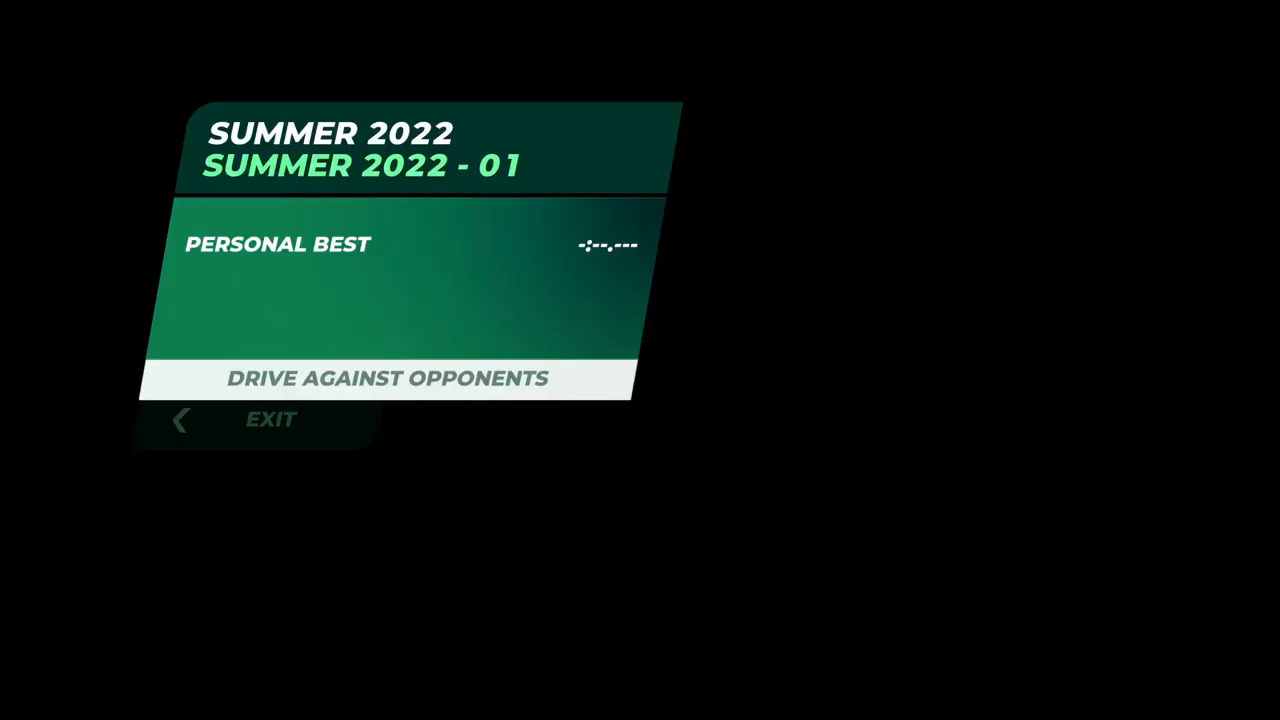 SUMMER 2022
SUMMER 2022 - 01
PERSONAL BEST -:--.---
DRIVE AGAINST OPPONENTS
EXIT